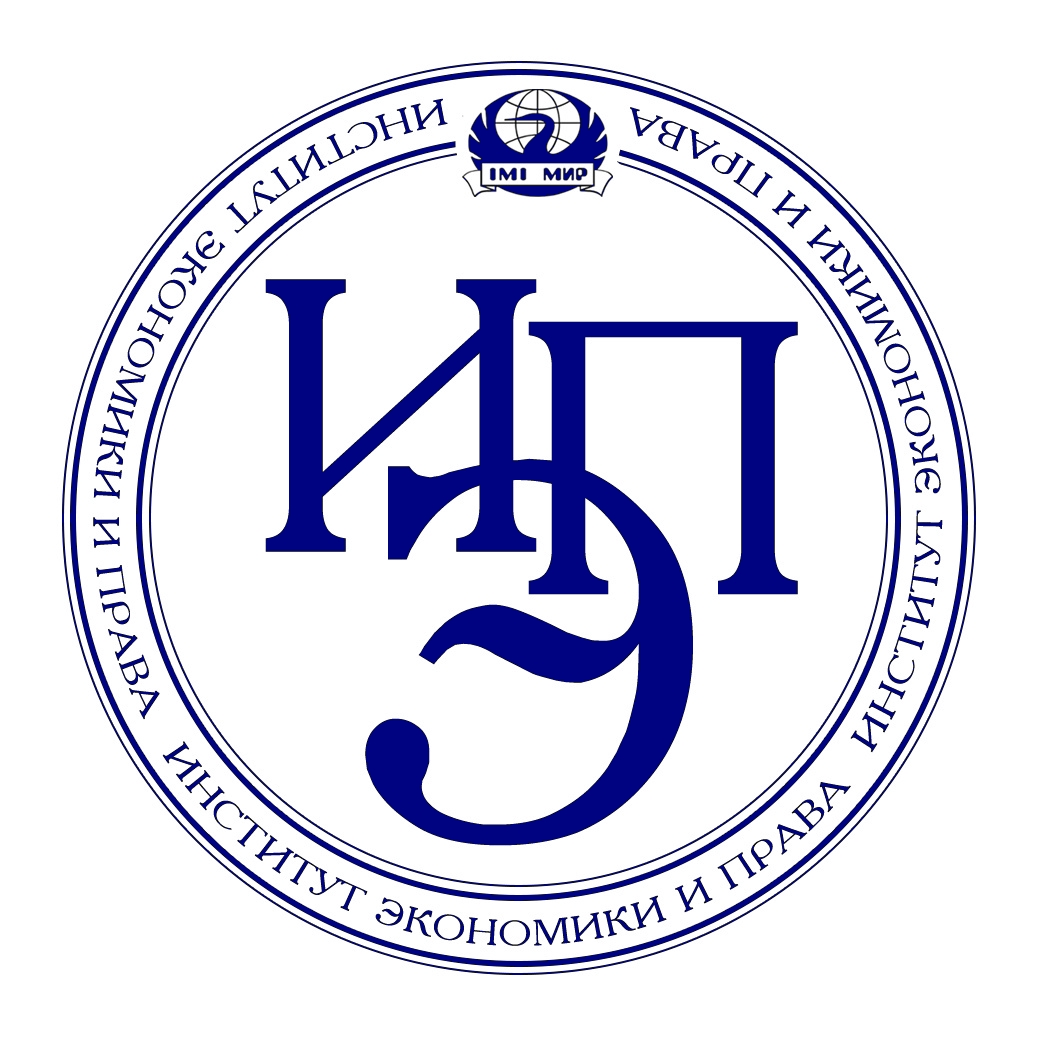 IMI МИР
ИНСТИТУТ ЭКОНОМИКИ И ПРАВА ИНСТИТУТ ЭКОНОМИКИ И ПРАВА ИНСТИТУТ ЭКОНОМИКИ И ПРАВА
ИЭП